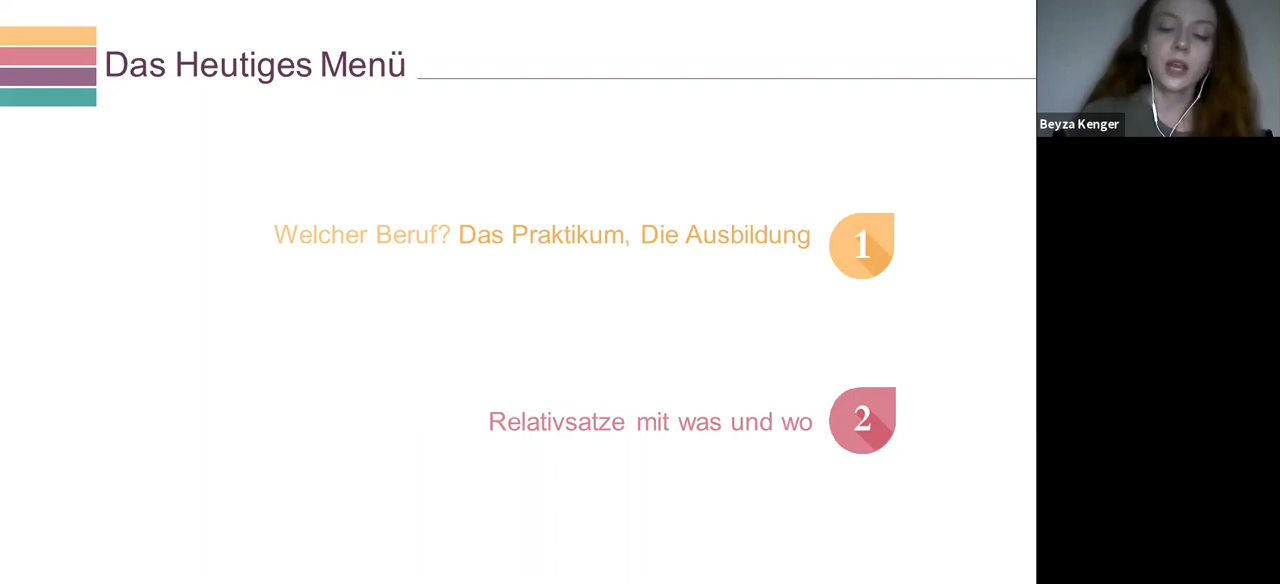 Das Heutiges Menü
Beyza Kenger
Welcher Beruf? Das Praktikum, Die Ausbildung
1
Relativsatze mit was und wo
2